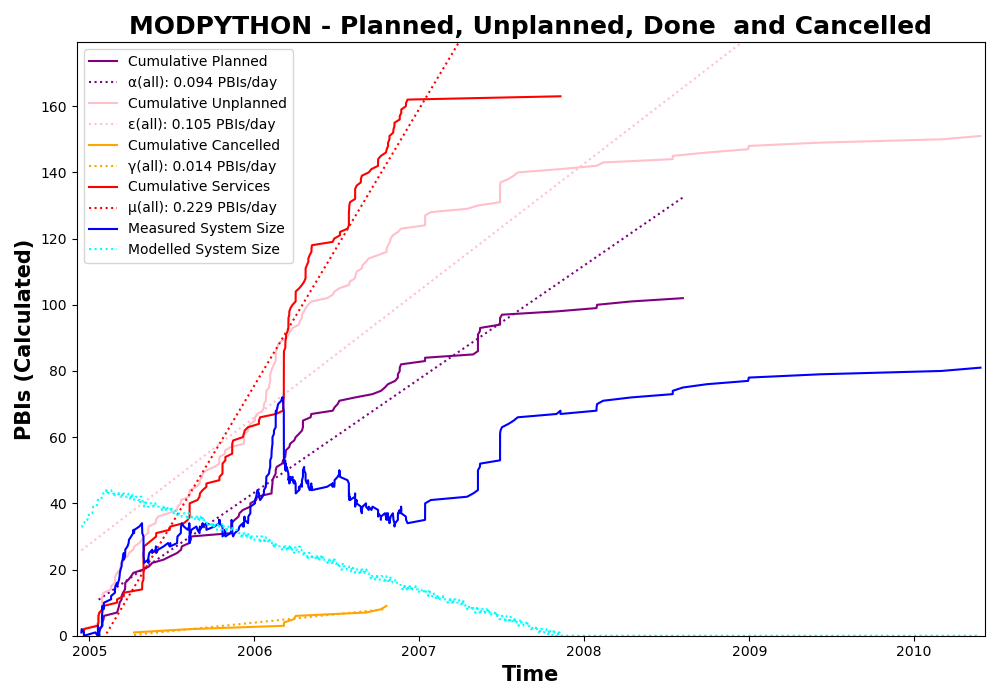 MODPYTHON - Planned, Unplanned, Done  and Cancelled
Cumulative Planned
α(all): 0.094 PBIs/day
Cumulative Unplanned
ε(all): 0.105 PBIs/day
Cumulative Cancelled
γ(all): 0.014 PBIs/day
Cumulative Services
μ(all): 0.229 PBIs/day
Measured System Size
Modelled System Size
PBIs (Calculated)
160
140
120
100
80
60
40
20
0
2005 2006 2007 2008 2009 2010
Time